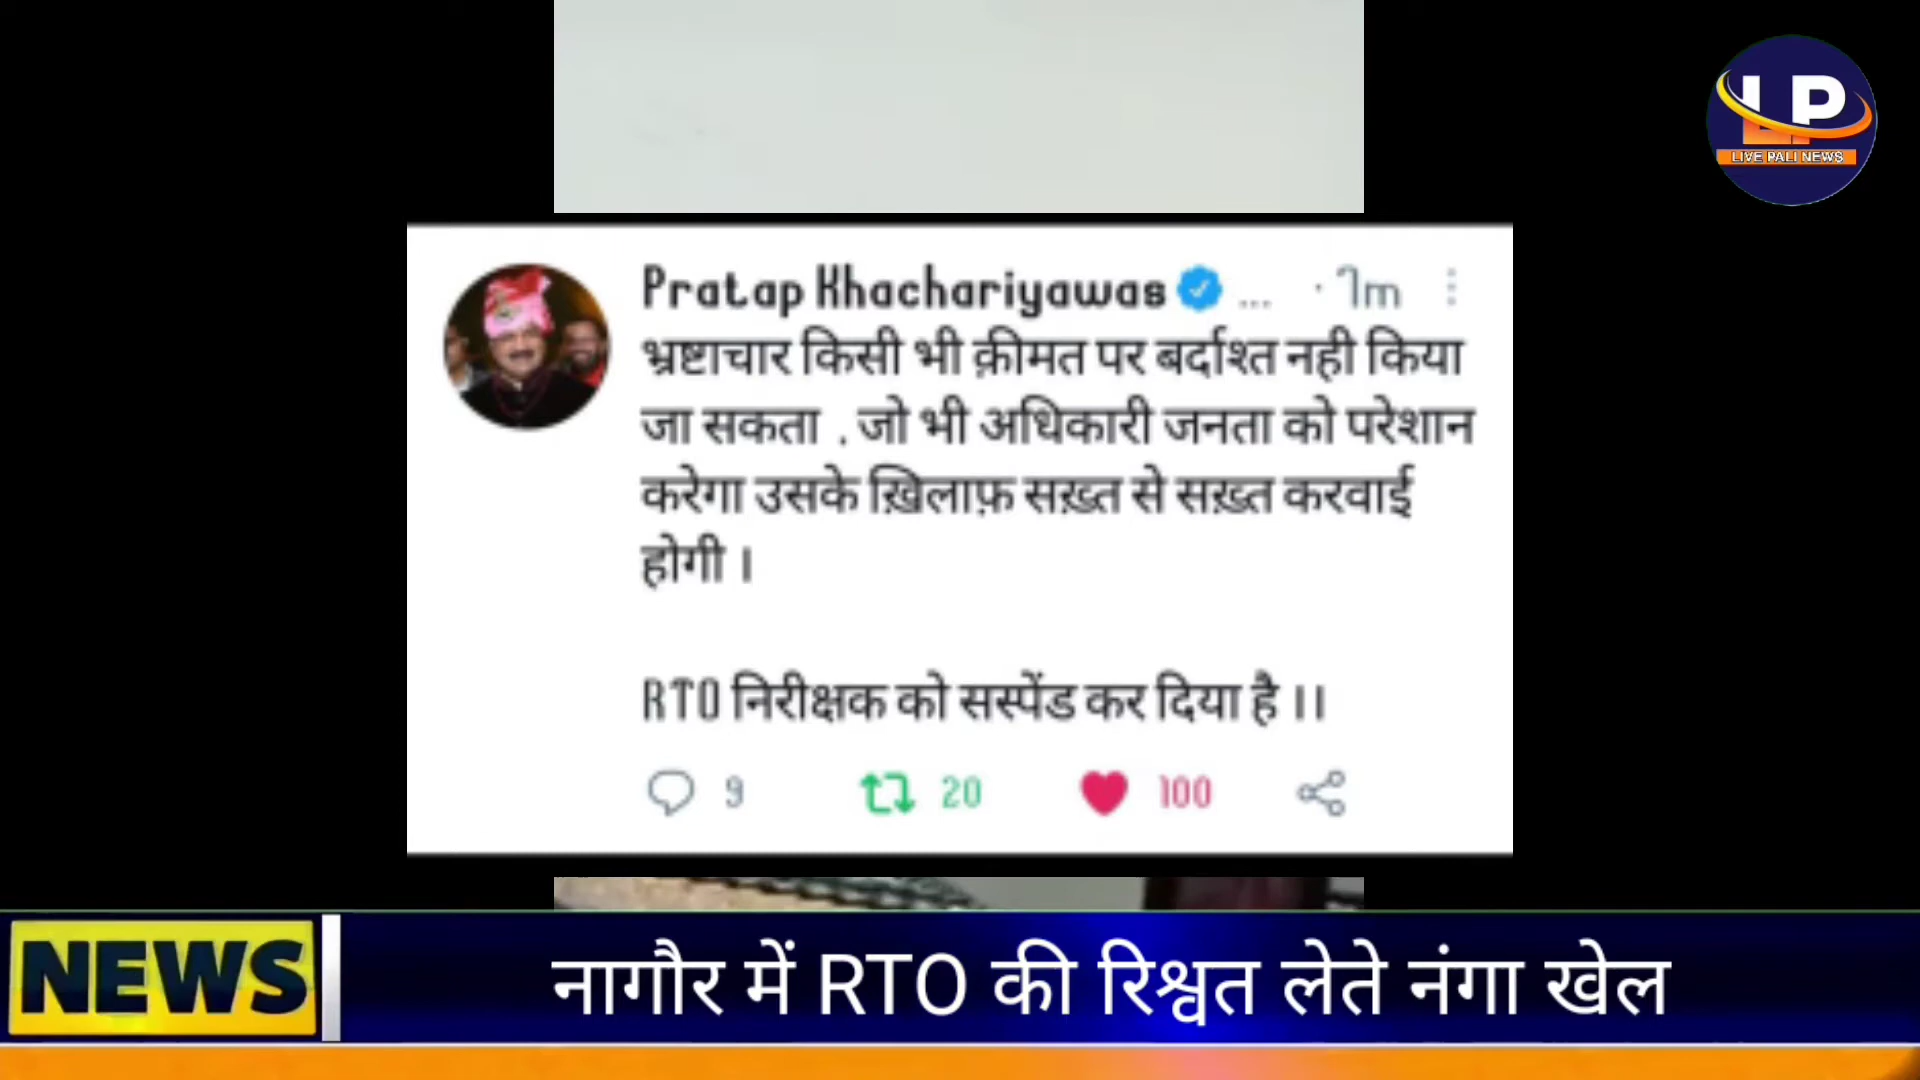 LP
LIVE PALI NEWS
Pratap Khachariyawas ... · 1m
भ्रष्टाचार किसी भी क़ीमत पर बर्दाश्त नही किया
जा सकता . जो भी अधिकारी जनता को परेशान
करेगा उसके ख़िलाफ़ सख़्त से सख़्त करवाई
होगी ।
RTO निरीक्षक को सस्पेंड कर दिया है ।।
9 20 100
NEWS
नागौर में RTO की रिश्वत लेते नंगा खेल